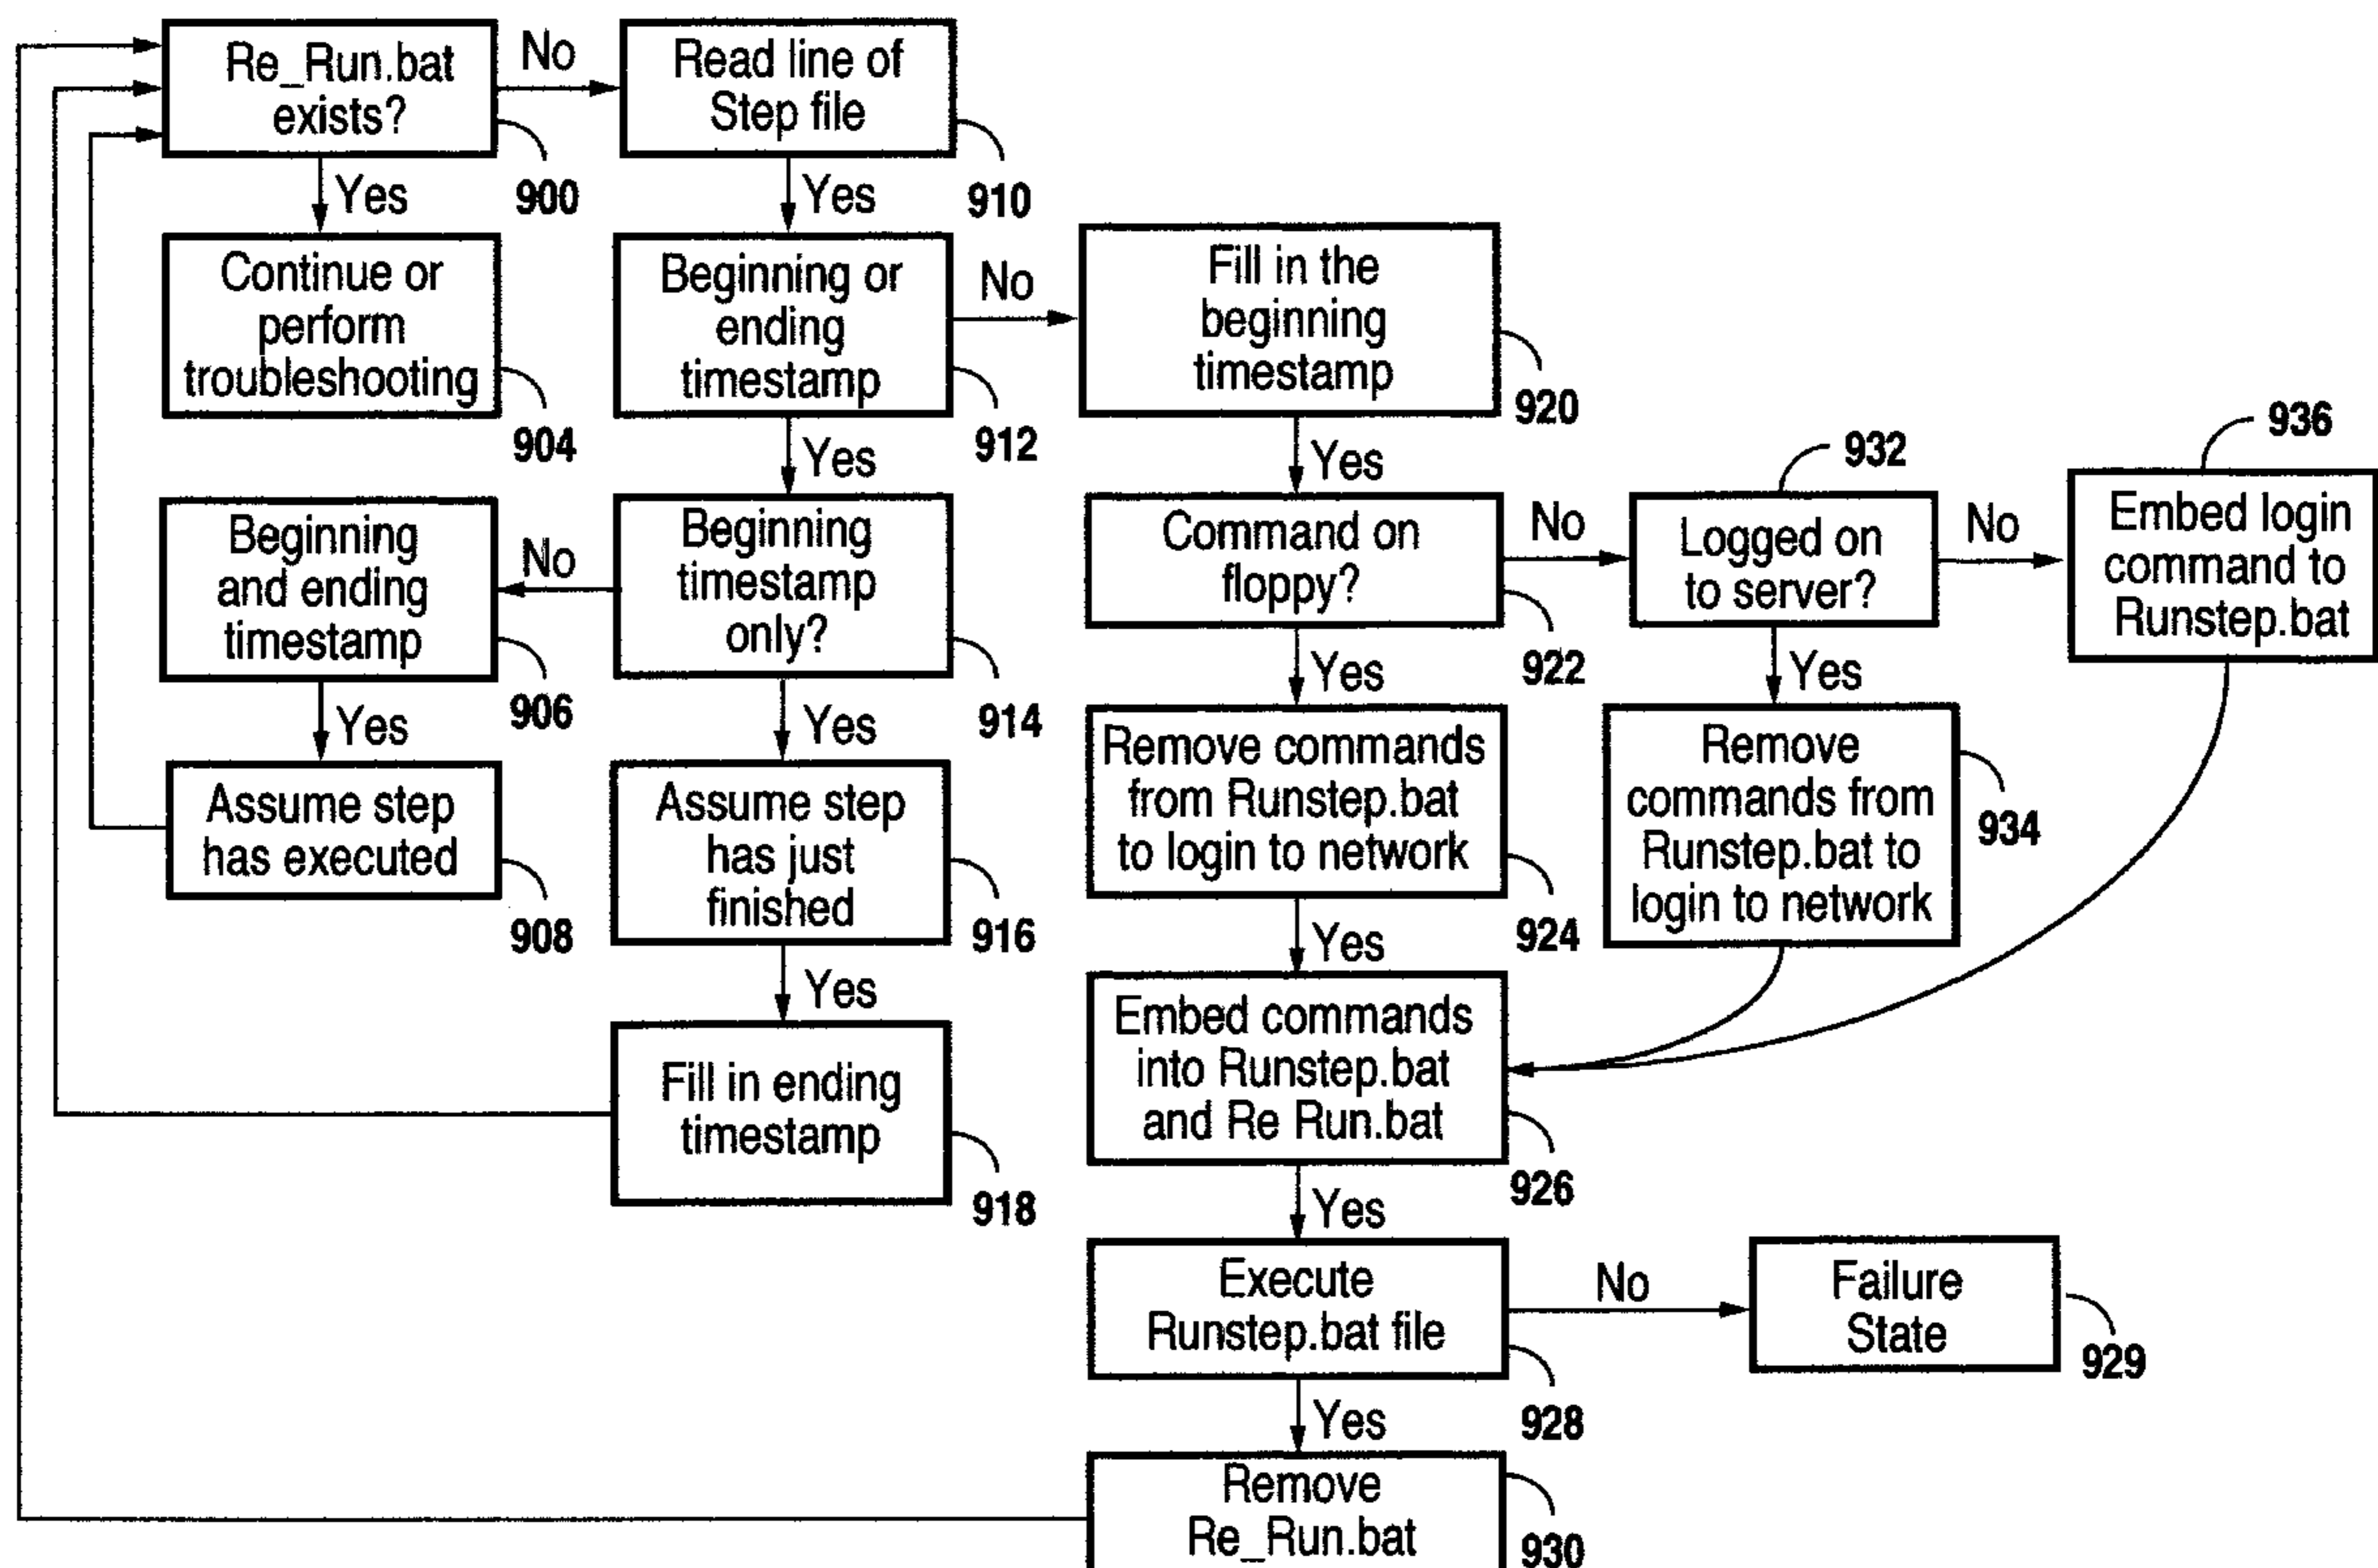 Re_Run.bat
exists?
No
Read line of
Step file
Yes
900
Yes
910
Continue or
perform
troubleshooting
904
Beginning or
ending
timestamp
912
No
Fill in the
beginning
timestamp
920
Yes
Yes
Beginning
and ending
timestamp
906
No
Beginning
timestamp
only?
914
Command on
floppy?
922
No
932
Logged on
to server?
No
936
Embed login
command to
Runstep.bat
Yes
Yes
Yes
Yes
Assume step
has executed
908
Assume step
has just
finished
916
Remove commands
from Runstep.bat
to login to network
924
Remove
commands from
Runstep.bat to
login to network
934
Yes
Yes
Fill in ending
timestamp
918
Embed commands
into Runstep.bat
and Re Run.bat
926
Yes
Execute
Runstep.bat file
928
No
Failure
State
929
Yes
Remove
Re_Run.bat
930